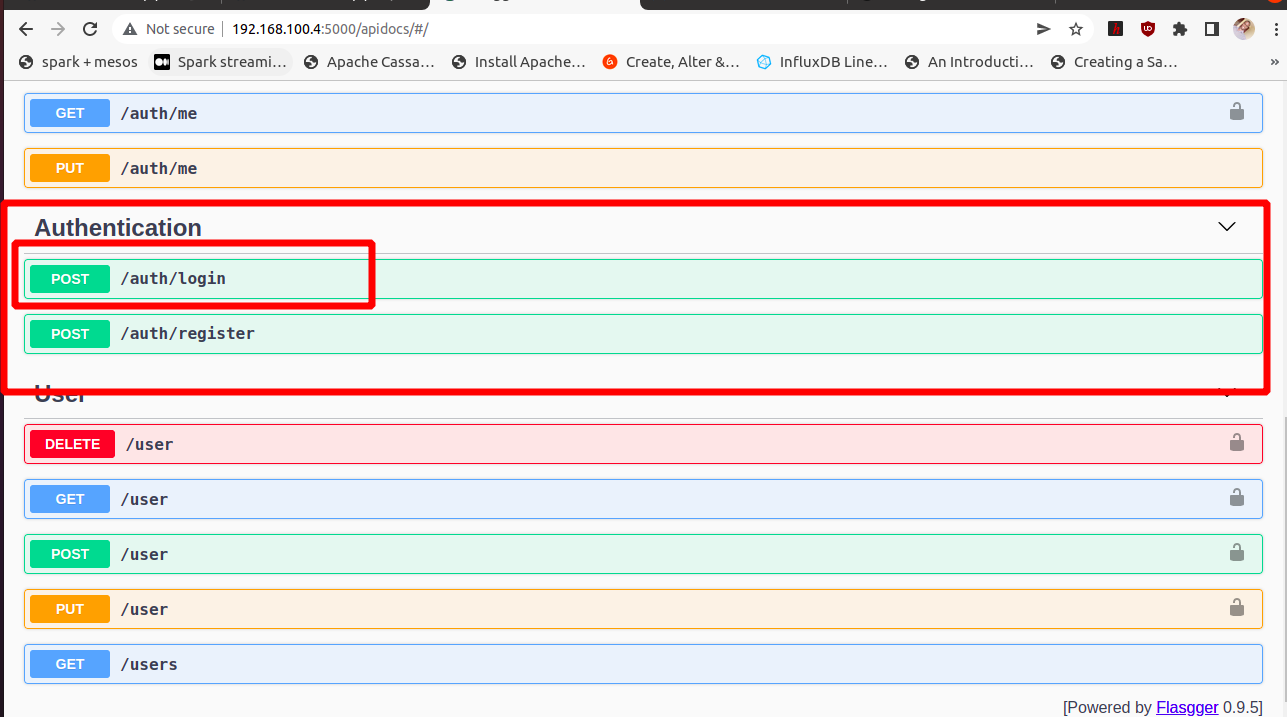 Not secure 192.168.100.4:5000/apidocs/#/
spark + mesos Spark streami... Apache Cassa... Install Apache... Create, Alter &... InfluxDB Line... An Introducti... Creating a Sa... »
GET /auth/me
PUT /auth/me
Authentication
POST /auth/login
POST /auth/register
User
DELETE /user
GET /user
POST /user
PUT /user
GET /users
[Powered by Flasgger 0.9.5]